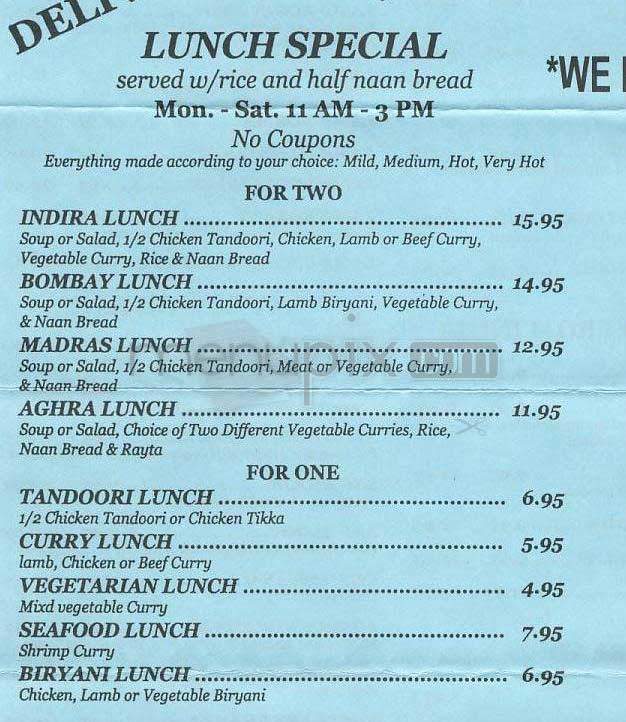 LUNCH SPECIAL
served w/rice and half naan bread
*WE
Mon. - Sat. 11 AM - 3 PM
No Coupons
Everything made according to your choice: Mild, Medium, Hot, Very Hot
FOR TWO
INDIRA LUNCH ........................................................ 15.95
Soup or Salad, 1/2 Chicken Tandoori, Chicken, Lamb or Beef Curry,
Vegetable Curry, Rice & Naan Bread
BOMBAY LUNCH ..................................................... 14.95
Soup or Salad, 1/2 Chicken Tandoori, Lamb Biryani, Vegetable Curry,
& Naan Bread
MADRAS LUNCH ..................................................... 12.95
Soup or Salad, 1/2 Chicken Tandoori, Meat or Vegetable Curry,
& Naan Bread
menupix.com
AGHRA LUNCH ........................................................ 11.95
Soup or Salad, Choice of Two Different Vegetable Curries, Rice,
Naan Bread & Rayta
FOR ONE
TANDOORI LUNCH .................................................. 6.95
1/2 Chicken Tandoori or Chicken Tikka
CURRY LUNCH ......................................................... 5.95
lamb, Chicken or Beef Curry
VEGETARIAN LUNCH .............................................. 4.95
Mixd vegetable Curry
SEAFOOD LUNCH ..................................................... 7.95
Shrimp Curry
BIRYANI LUNCH ...................................................... 6.95
Chicken, Lamb or Vegetable Biryani